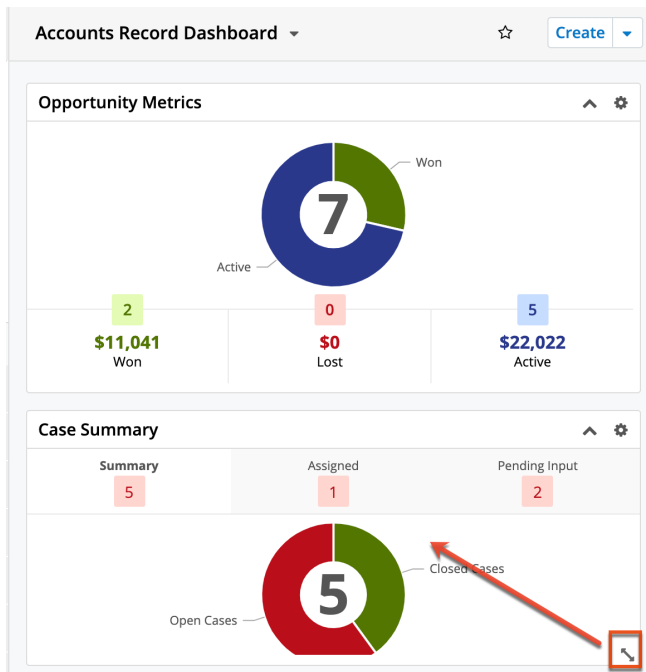 Accounts Record Dashboard
Create
Opportunity Metrics
Won
7
Active
2
0
5
$11,041
$0
$22,022
Won
Lost
Active
Case Summary
Summary
Assigned
Pending Input
5
1
2
Closed Cases
5
Open Cases